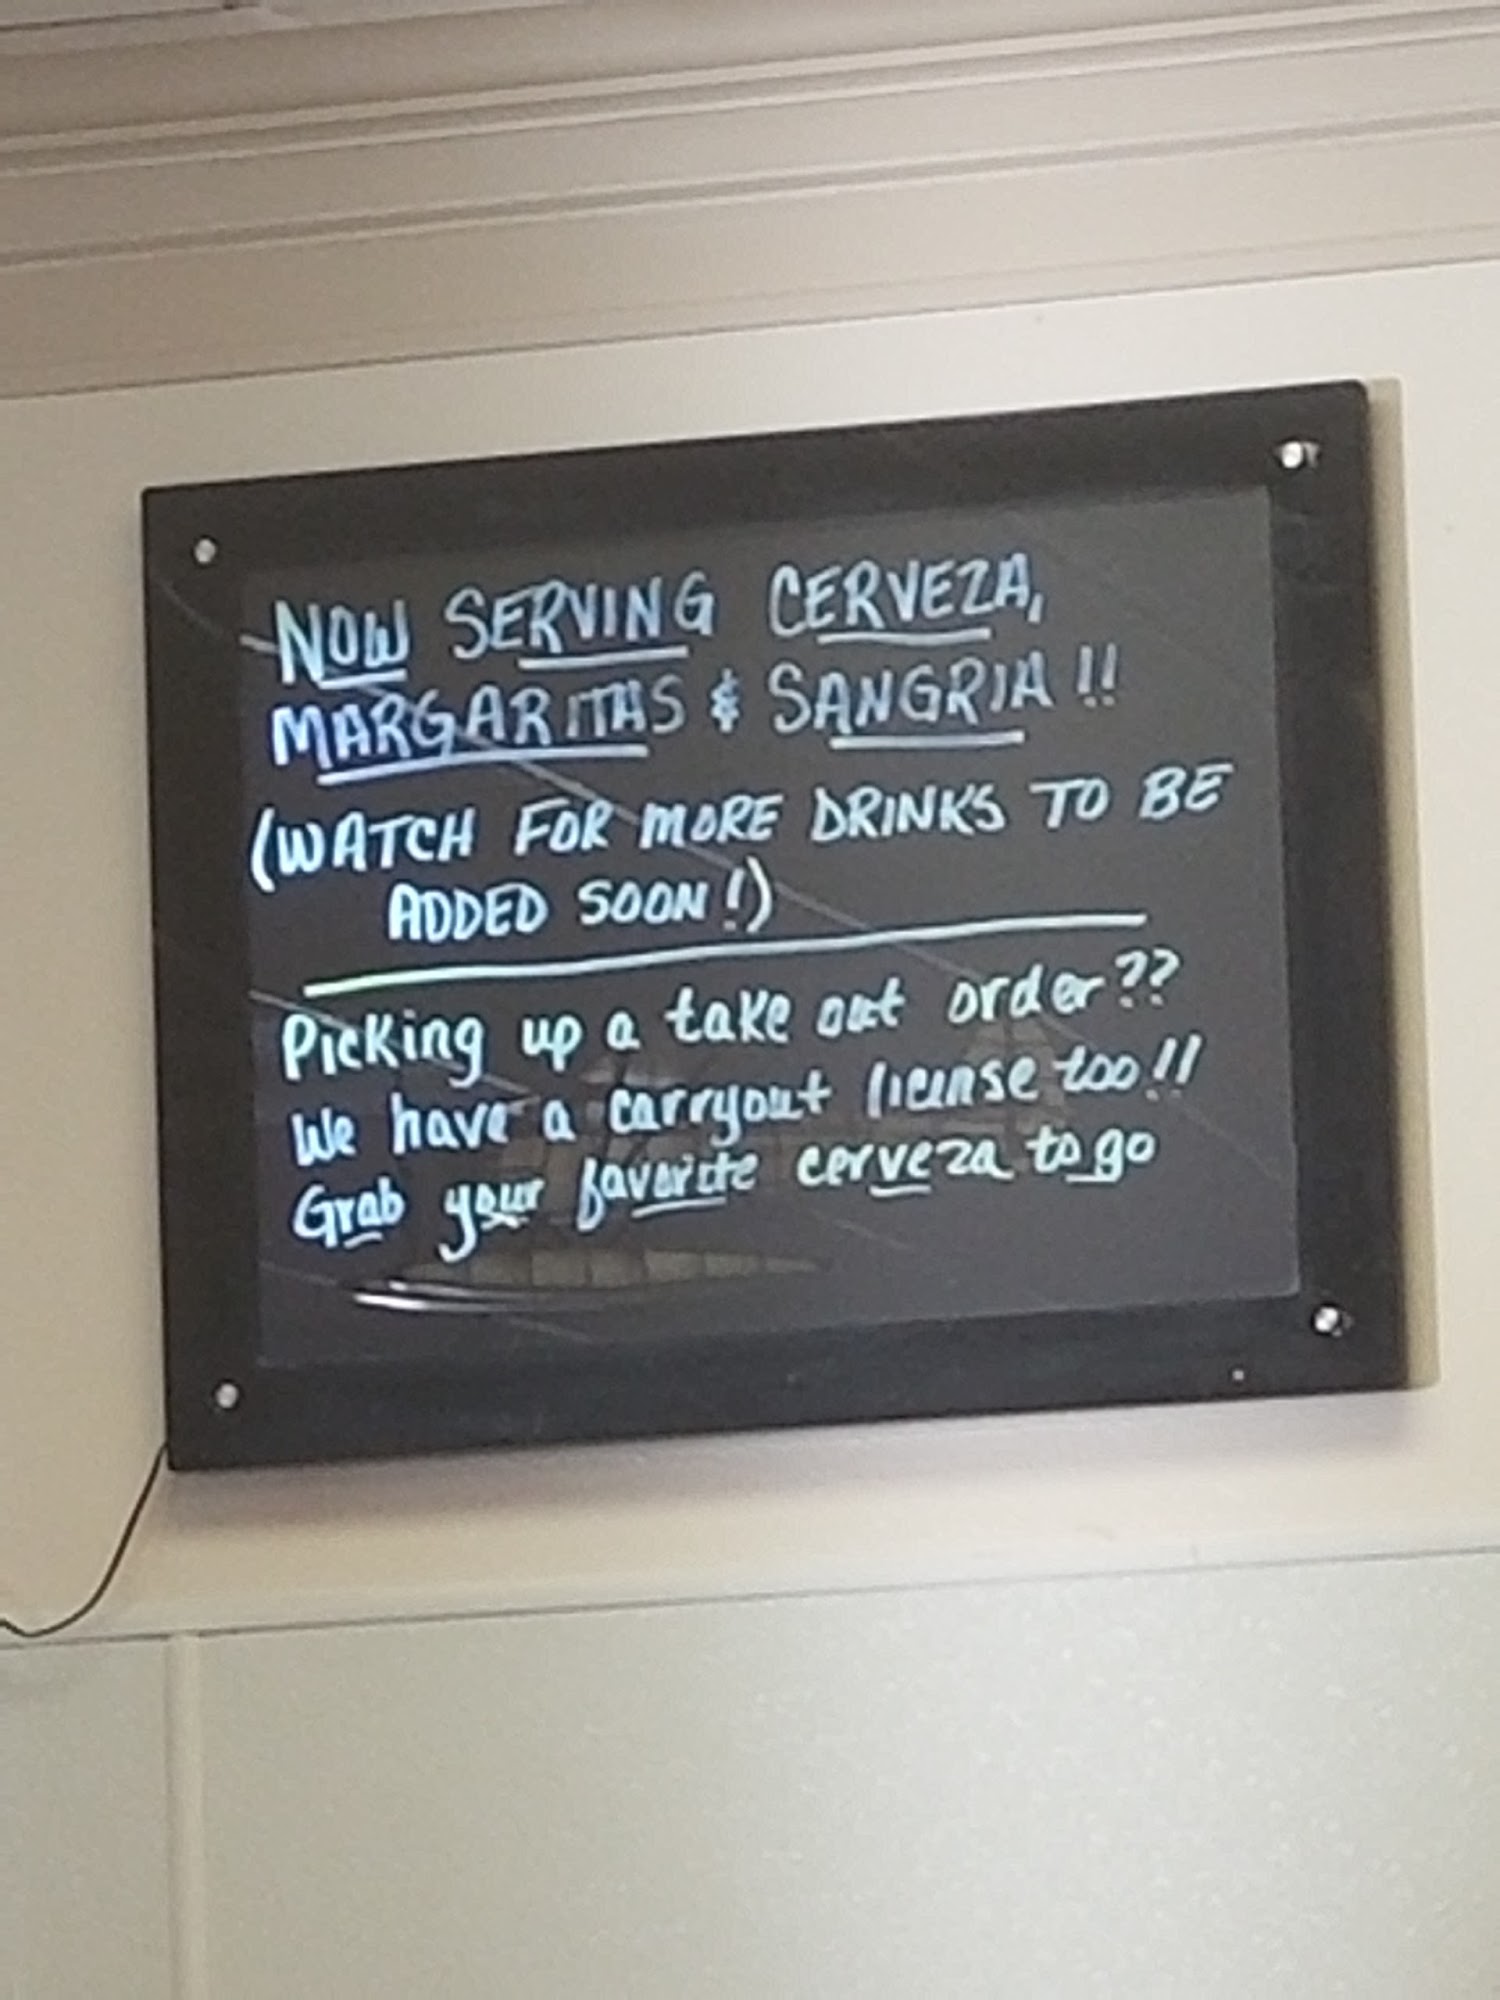 NOW SERVING CERVEZA,
MARGARITAS & SANGRIA!!
(WATCH FOR MORE DRINKS TO BE
ADDED SOON!)
Picking up a take out order??
We have a carryout license too!!
Grab your favorite cerveza to go